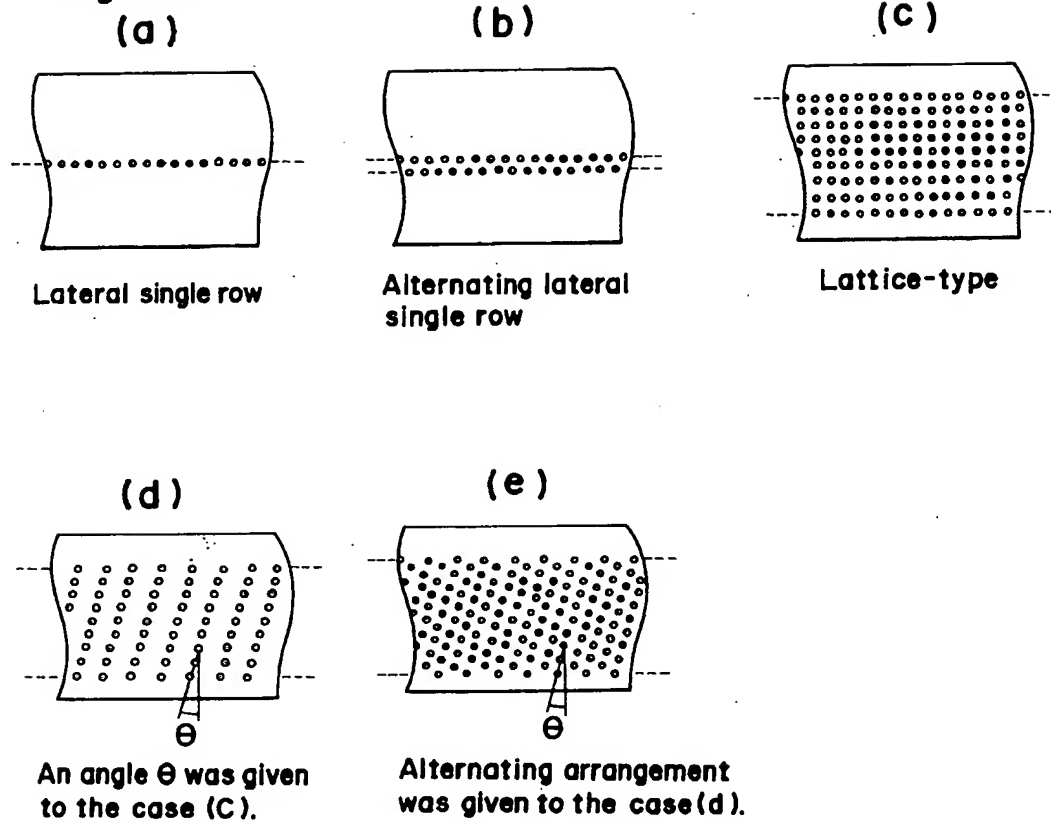 (a)
(b)
(c)
Lateral single row
Alternating lateral
single row
Lattice-type
(d)
(e)
θ
θ
An angle θ was given
to the case (C).
Alternating arrangement
was given to the case(d).